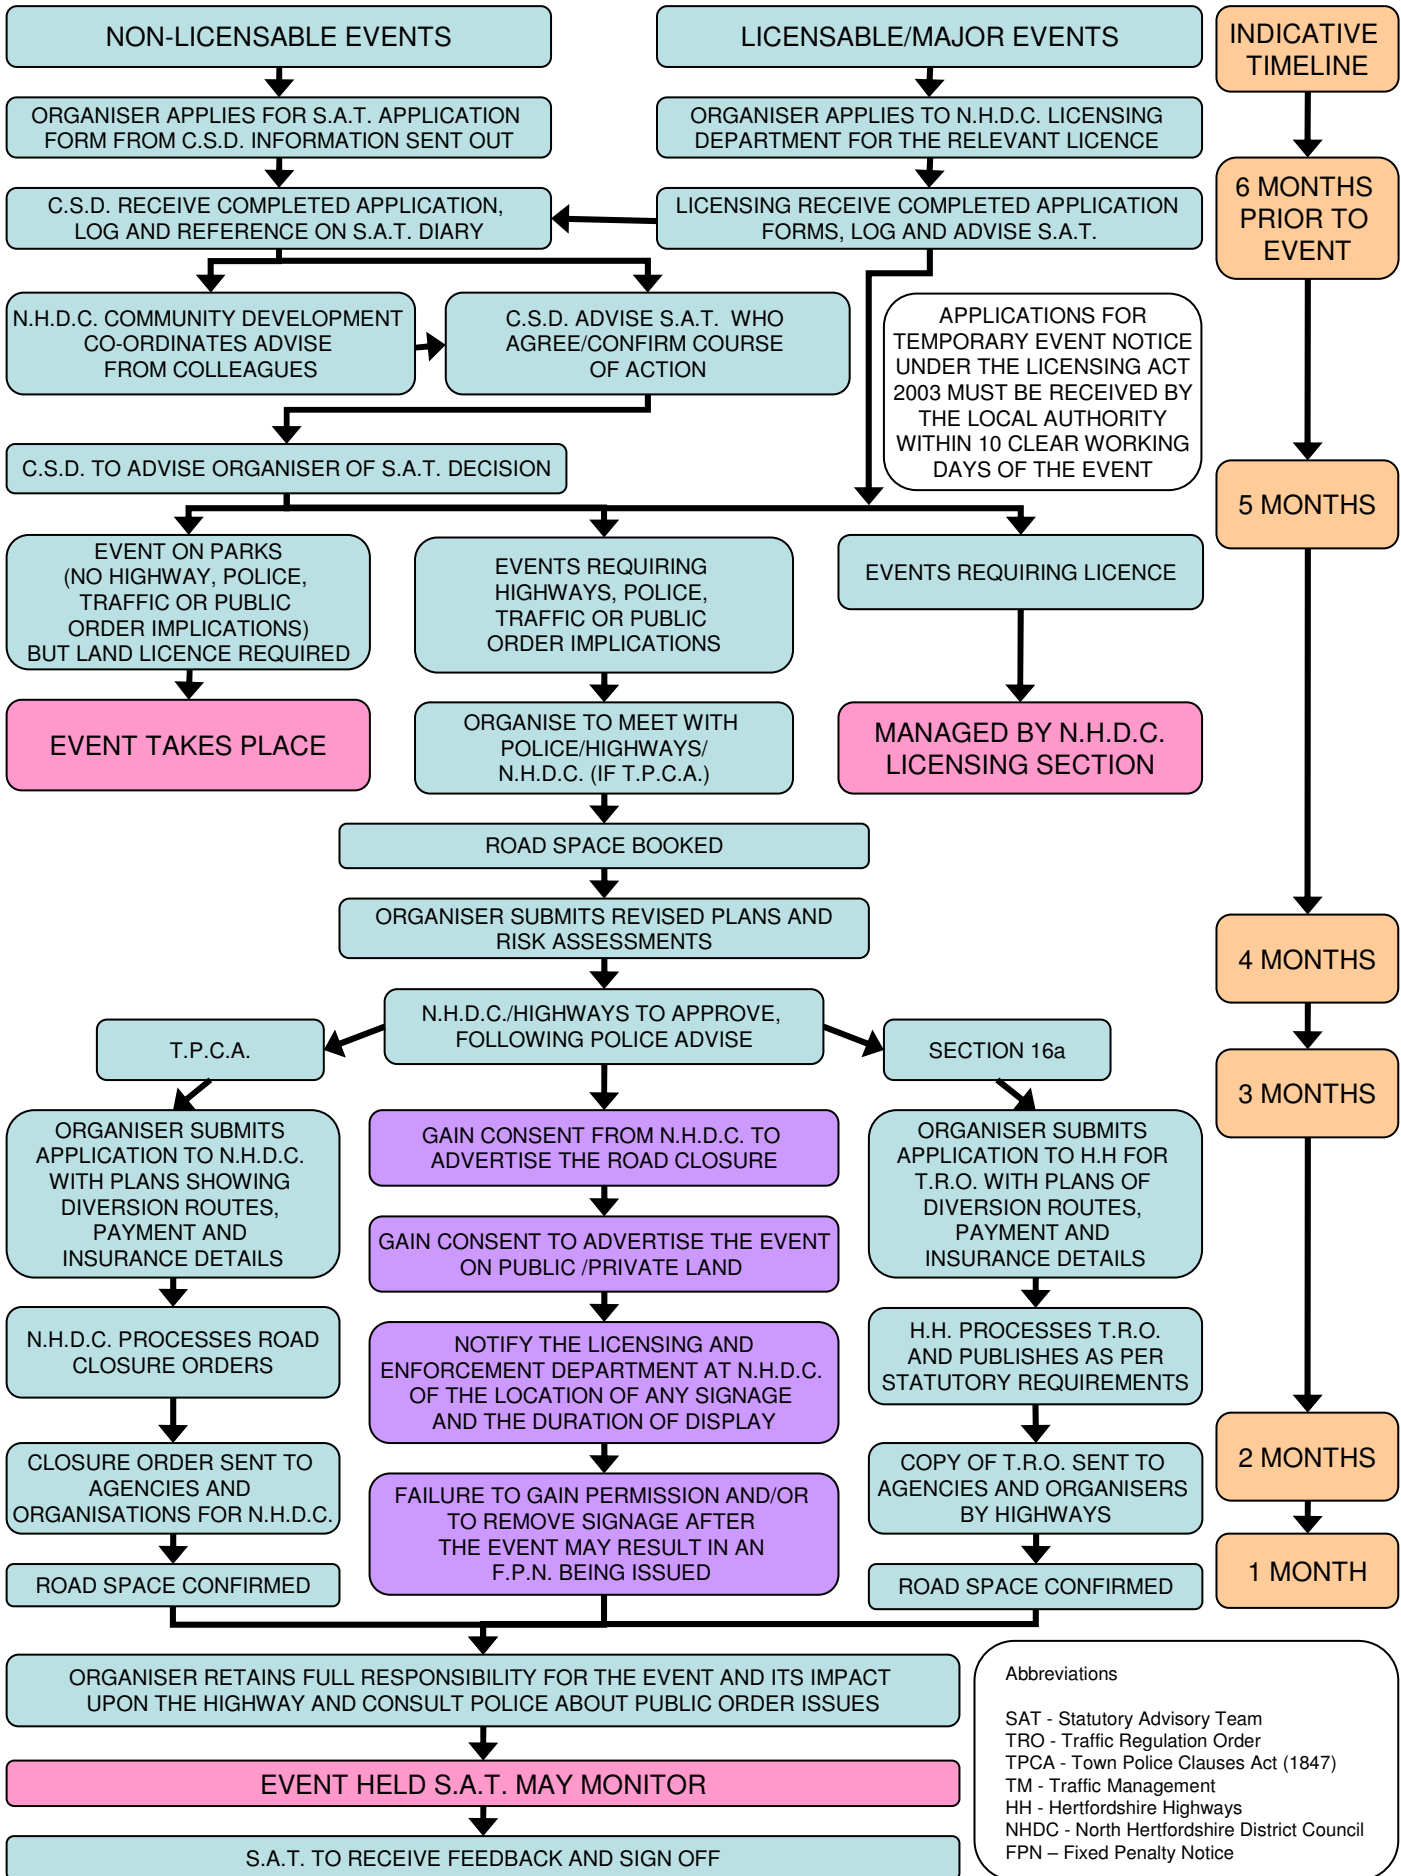 NON-LICENSABLE EVENTS
LICENSABLE/MAJOR EVENTS
INDICATIVE
TIMELINE
ORGANISER APPLIES FOR S.A.T. APPLICATION
FORM FROM C.S.D. INFORMATION SENT OUT
ORGANISER APPLIES TO N.H.D.C. LICENSING
DEPARTMENT FOR THE RELEVANT LICENCE
C.S.D. RECEIVE COMPLETED APPLICATION,
LOG AND REFERENCE ON S.A.T. DIARY
LICENSING RECEIVE COMPLETED APPLICATION
FORMS, LOG AND ADVISE S.A.T.
6 MONTHS
PRIOR TO
EVENT
N.H.D.C. COMMUNITY DEVELOPMENT
CO-ORDINATES ADVISE
FROM COLLEAGUES
C.S.D. ADVISE S.A.T. WHO
AGREE/CONFIRM COURSE
OF ACTION
APPLICATIONS FOR
TEMPORARY EVENT NOTICE
UNDER THE LICENSING ACT
2003 MUST BE RECEIVED BY
THE LOCAL AUTHORITY
WITHIN 10 CLEAR WORKING
DAYS OF THE EVENT
C.S.D. TO ADVISE ORGANISER OF S.A.T. DECISION
5 MONTHS
EVENT ON PARKS
(NO HIGHWAY, POLICE,
TRAFFIC OR PUBLIC
ORDER IMPLICATIONS)
BUT LAND LICENCE REQUIRED
EVENTS REQUIRING
HIGHWAYS, POLICE,
TRAFFIC OR PUBLIC
ORDER IMPLICATIONS
EVENTS REQUIRING LICENCE
EVENT TAKES PLACE
ORGANISE TO MEET WITH
POLICE/HIGHWAYS/
N.H.D.C. (IF T.P.C.A.)
MANAGED BY N.H.D.C.
LICENSING SECTION
ROAD SPACE BOOKED
ORGANISER SUBMITS REVISED PLANS AND
RISK ASSESSMENTS
4 MONTHS
N.H.D.C./HIGHWAYS TO APPROVE,
FOLLOWING POLICE ADVISE
T.P.C.A.
SECTION 16a
3 MONTHS
ORGANISER SUBMITS
APPLICATION TO N.H.D.C.
WITH PLANS SHOWING
DIVERSION ROUTES,
PAYMENT AND
INSURANCE DETAILS
GAIN CONSENT FROM N.H.D.C. TO
ADVERTISE THE ROAD CLOSURE
ORGANISER SUBMITS
APPLICATION TO H.H FOR
T.R.O. WITH PLANS OF
DIVERSION ROUTES,
PAYMENT AND
INSURANCE DETAILS
GAIN CONSENT TO ADVERTISE THE EVENT
ON PUBLIC /PRIVATE LAND
N.H.D.C. PROCESSES ROAD
CLOSURE ORDERS
NOTIFY THE LICENSING AND
ENFORCEMENT DEPARTMENT AT N.H.D.C.
OF THE LOCATION OF ANY SIGNAGE
AND THE DURATION OF DISPLAY
H.H. PROCESSES T.R.O.
AND PUBLISHES AS PER
STATUTORY REQUIREMENTS
2 MONTHS
CLOSURE ORDER SENT TO
AGENCIES AND
ORGANISATIONS FOR N.H.D.C.
FAILURE TO GAIN PERMISSION AND/OR
TO REMOVE SIGNAGE AFTER
THE EVENT MAY RESULT IN AN
F.P.N. BEING ISSUED
COPY OF T.R.O. SENT TO
AGENCIES AND ORGANISERS
BY HIGHWAYS
1 MONTH
ROAD SPACE CONFIRMED
ROAD SPACE CONFIRMED
ORGANISER RETAINS FULL RESPONSIBILITY FOR THE EVENT AND ITS IMPACT
UPON THE HIGHWAY AND CONSULT POLICE ABOUT PUBLIC ORDER ISSUES
EVENT HELD S.A.T. MAY MONITOR
S.A.T. TO RECEIVE FEEDBACK AND SIGN OFF
Abbreviations
SAT - Statutory Advisory Team
TRO - Traffic Regulation Order
TPCA - Town Police Clauses Act (1847)
TM - Traffic Management
HH - Hertfordshire Highways
NHDC - North Hertfordshire District Council
FPN – Fixed Penalty Notice